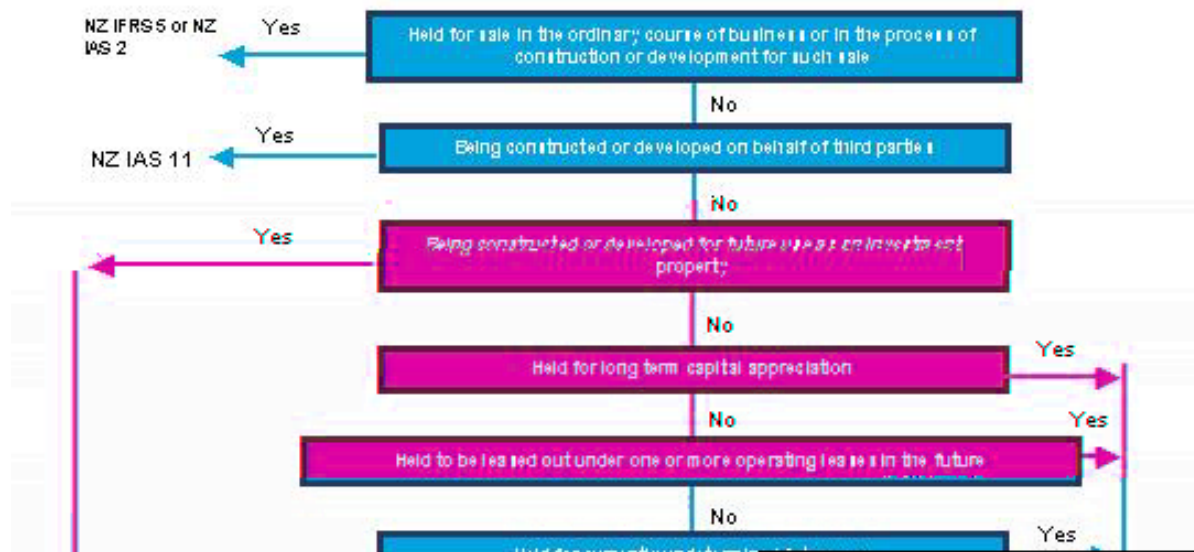 NZ IFRS 5 or NZ
IAS 2
Yes
Held for sale in the ordinary course of business or in the process of
construction or development for such sale
No
Yes
NZ IAS 11
Being constructed or developed on behalf of third parties
No
Yes
Being constructed or developed for future use as an investment
property
No
Held for long term capital appreciation
Yes
No
Yes
Held to be leased out under one or more operating leases in the future
No
Yes
Held for